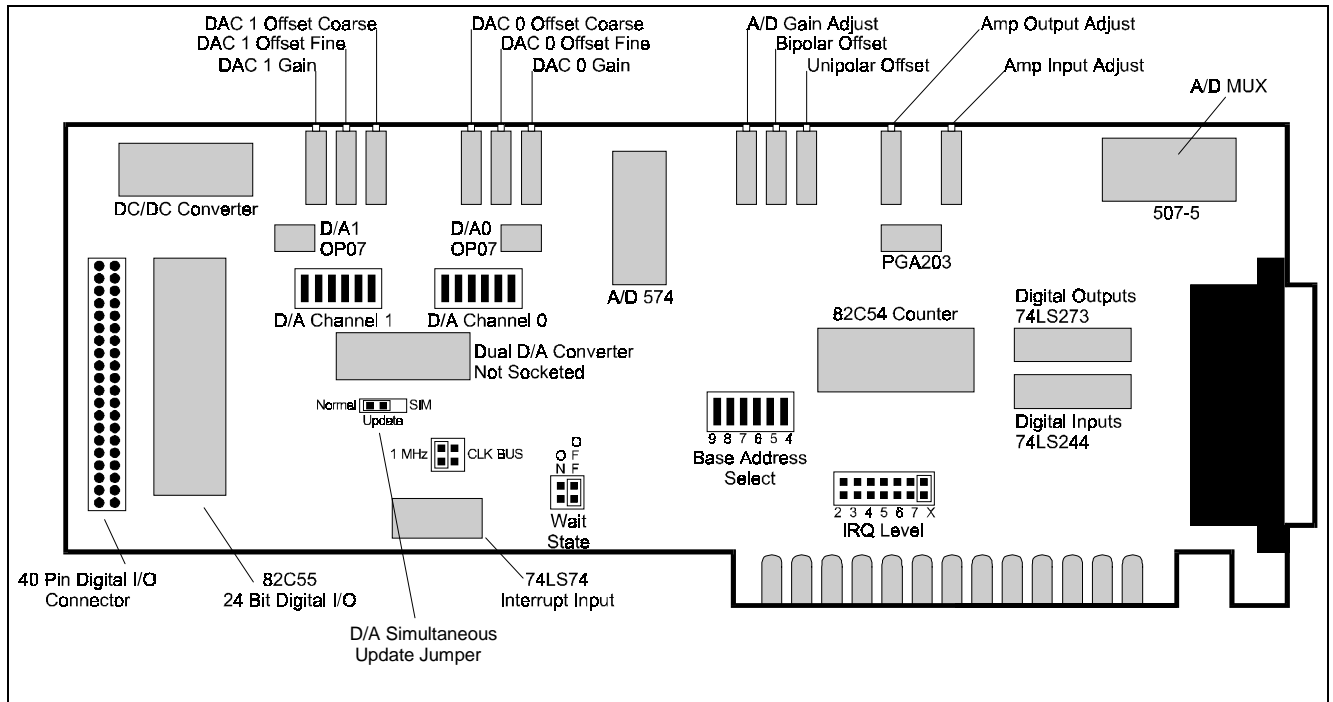 DAC 1 Offset Coarse
DAC 1 Offset Fine
DAC 1 Gain
DAC 0 Offset Coarse
DAC 0 Offset Fine
DAC 0 Gain
A/D Gain Adjust
Bipolar Offset
Unipolar Offset
Amp Output Adjust
Amp Input Adjust
A/D MUX
DC/DC Converter
D/A1
OP07
D/A0
OP07
A/D 574
PGA203
507-5
D/A Channel 1
D/A Channel 0
Dual D/A Converter
Not Socketed
82C54 Counter
Digital Outputs
74LS273
Digital Inputs
74LS244
Normal
SIM
Update
1 MHz
CLK BUS
ON
OFF
Wait
State
9 8 7 6 5 4
Base Address
Select
2 3 4 5 6 7 X
IRQ Level
40 Pin Digital I/O
Connector
82C55
24 Bit Digital I/O
74LS74
Interrupt Input
D/A Simultaneous
Update Jumper